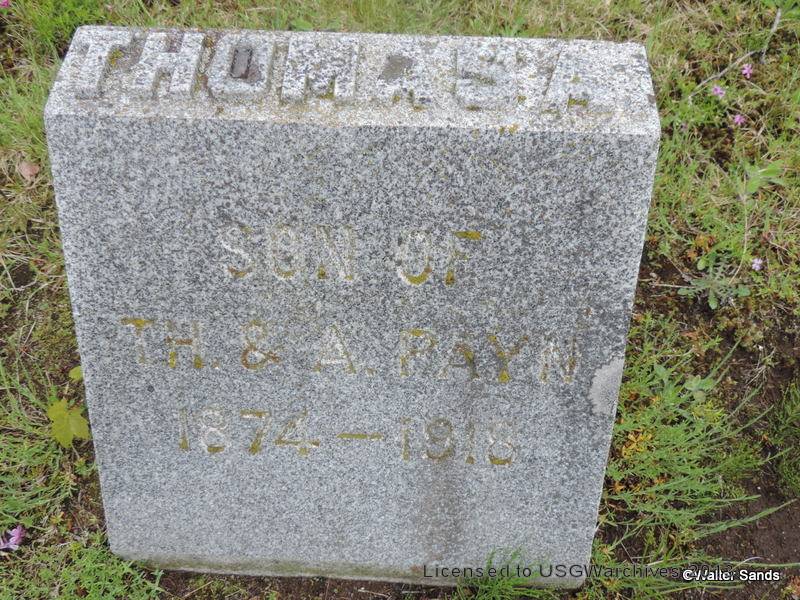 THOMAS A
SON OF
TH. & A. PAYN
1874 – 1918
Licensed to USGWarchives
©Walter Sands